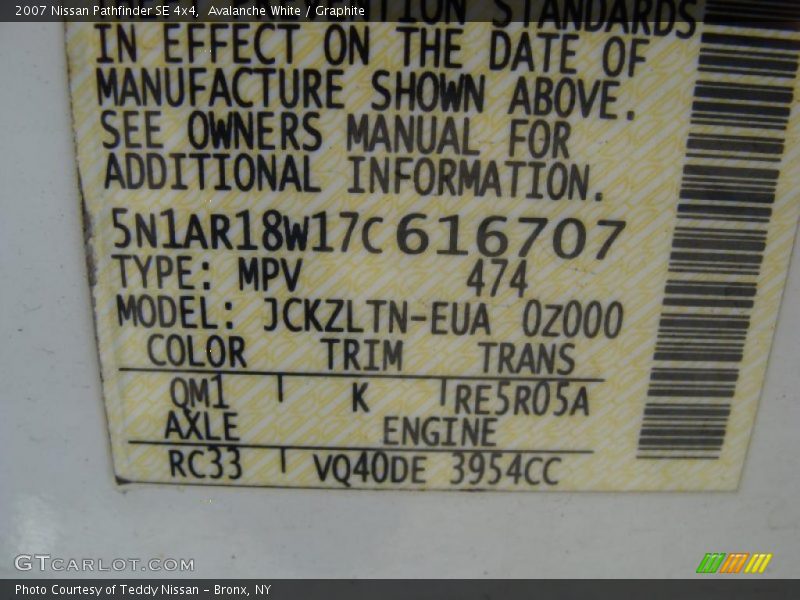 2007 Nissan Pathfinder SE 4x4, Avalanche White / Graphite
STANDARDS
IN EFFECT ON THE DATE OF
MANUFACTURE SHOWN ABOVE.
SEE OWNERS MANUAL FOR
ADDITIONAL INFORMATION.
5N1AR18W17C616707
TYPE: MPV 474
MODEL: JCKZLTN-EUA 0Z000
COLOR TRIM TRANS
QM1 K RE5R05A
AXLE ENGINE
RC33 VQ40DE 3954CC
GTCARLOT.COM
Photo Courtesy of Teddy Nissan - Bronx, NY